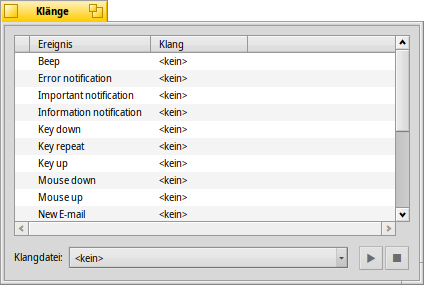 Klänge
Ereignis Klang
Beep <kein>
Error notification <kein>
Important notification <kein>
Information notification <kein>
Key down <kein>
Key repeat <kein>
Key up <kein>
Mouse down <kein>
Mouse up <kein>
New E-mail <kein>
Klangdatei: <kein>